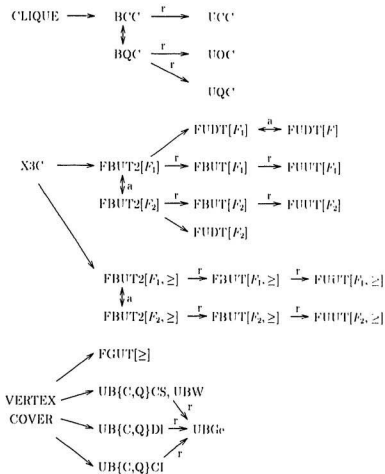 CLIQUE → BCC r→ UCC
↕
BQC r→ UOC
r→ UQC
FUDT[F₁] a↔ FUDT[F]
X3C → FBUT2[F₁] r→ FBUT[F₁] r→ FUUT[F₁]
↕ a
FBUT2[F₂] r→ FBUT[F₂] r→ FUUT[F₂]
FUDT[F₂]
FBUT2[F₁, ≥] r→ FBUT[F₁, ≥] r→ FUUT[F₁, ≥]
↕ a
FBUT2[F₂, ≥] r→ FBUT[F₂, ≥] r→ FUUT[F₂, ≥]
FGUT[≥]
VERTEX UB{C,Q}CS, UBW
r
COVER UB{C,Q}DI r→ UBGe
r
UB{C,Q}CI